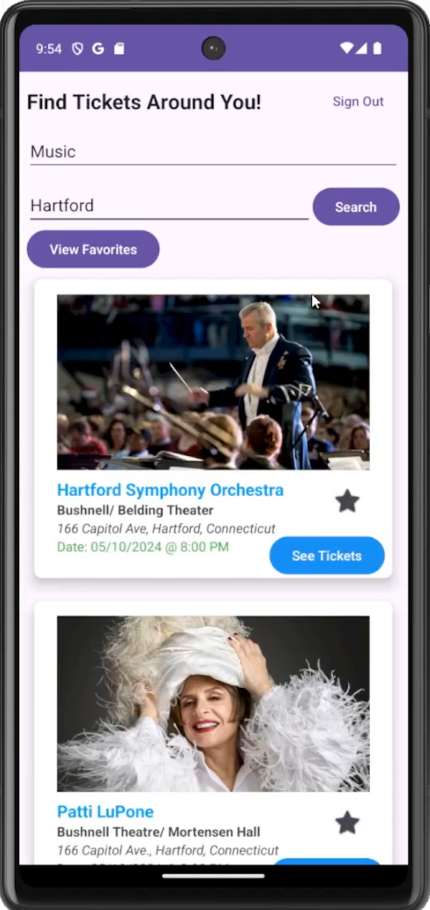 9:54
Find Tickets Around You!
Sign Out
Music
Hartford
Search
View Favorites
Hartford Symphony Orchestra
Bushnell/ Belding Theater
166 Capitol Ave, Hartford, Connecticut
Date: 05/10/2024 @ 8:00 PM
See Tickets
Patti LuPone
Bushnell Theatre/ Mortensen Hall
166 Capitol Ave., Hartford, Connecticut